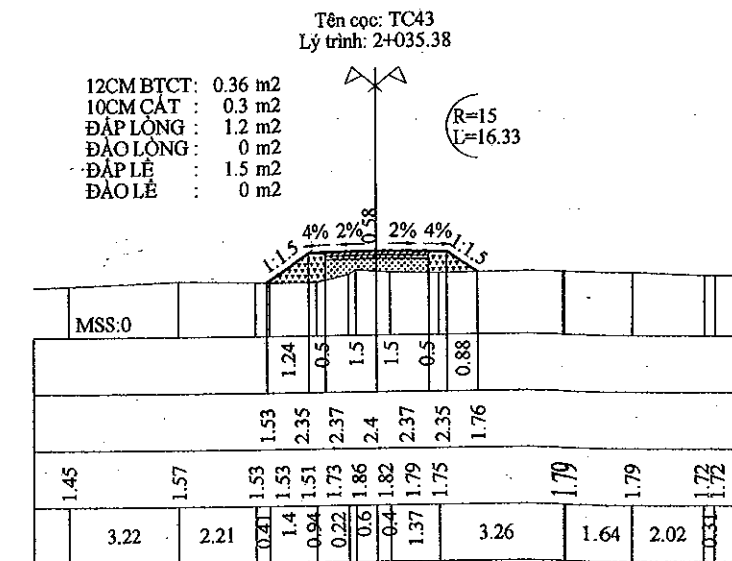 Tên cọc: TC43
Lý trình: 2+035.38
12CM BTCT: 0.36 m2
10CM CÁT : 0.3 m2
ĐẮP LÒNG : 1.2 m2
ĐÀO LÒNG : 0 m2
ĐẮP LỀ : 1.5 m2
ĐÀO LỀ : 0 m2
R=15
L=16.33
0.58
1:1.5 4% 2% 2% 4% 1:1.5
MSS:0
1.24 0.5 1.5 1.5 0.5 0.88
1.53 2.35 2.37 2.4 2.37 2.35 1.76
1.45 1.57 1.53 1.53 1.51 1.73 1.86 1.82 1.79 1.75 1.79 1.79 1.72 1.72
3.22 2.21 0.41 1.4 0.94 0.22 0.6 0.4 1.37 3.26 1.64 2.02 0.31